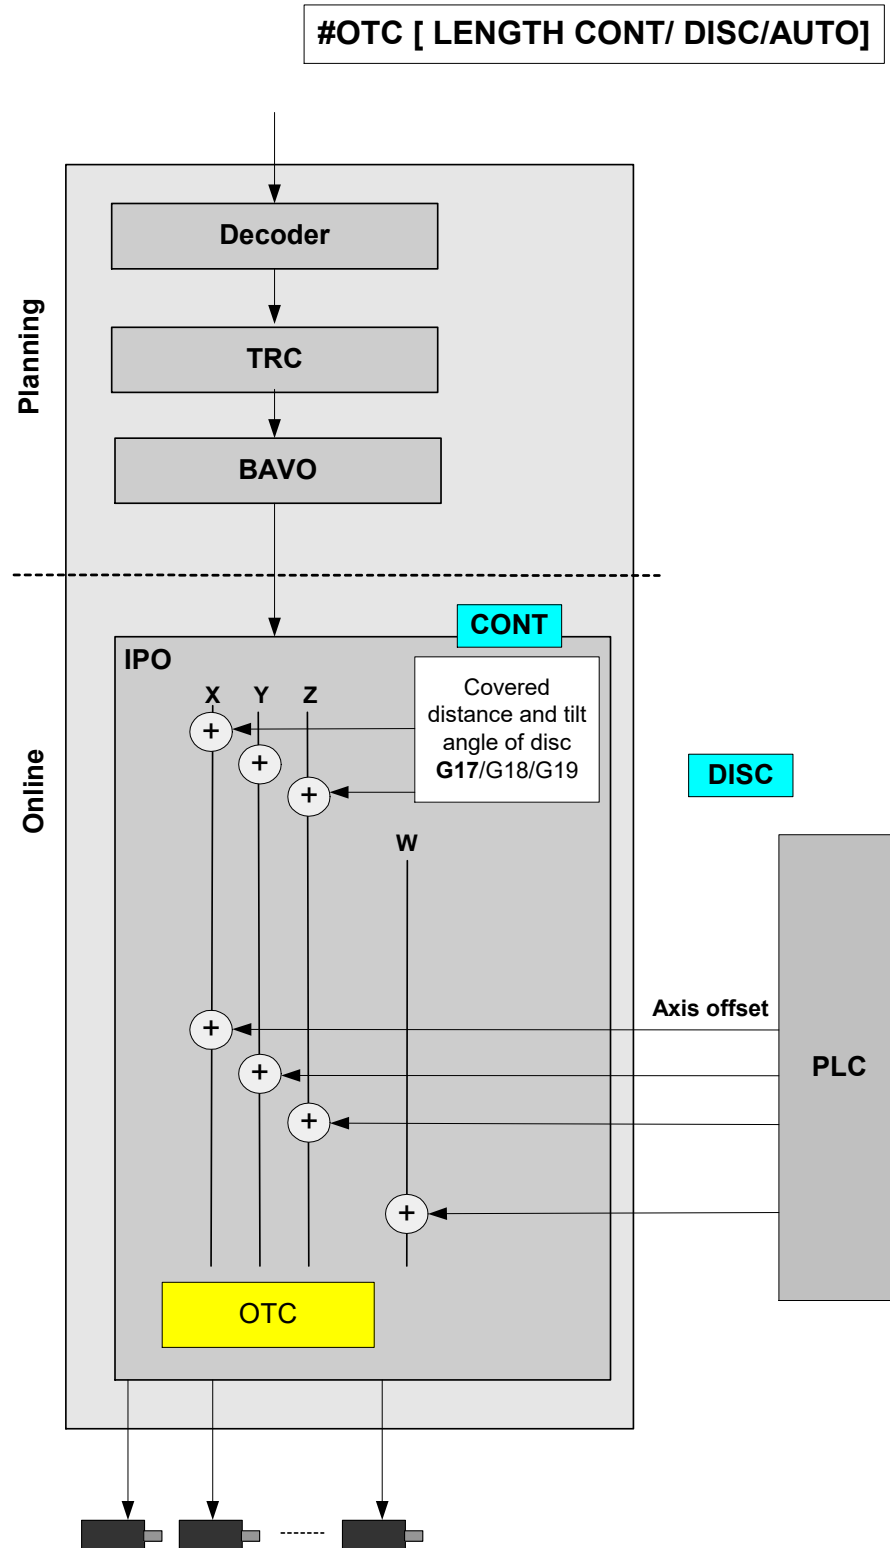 #OTC [ LENGTH CONT/ DISC/AUTO]
Planning
Decoder
TRC
BAVO
Online
CONT
IPO
X Y Z
Covered
distance and tilt
angle of disc
G17/G18/G19
+
+
+
DISC
W
Axis offset
+
+
+
+
PLC
OTC